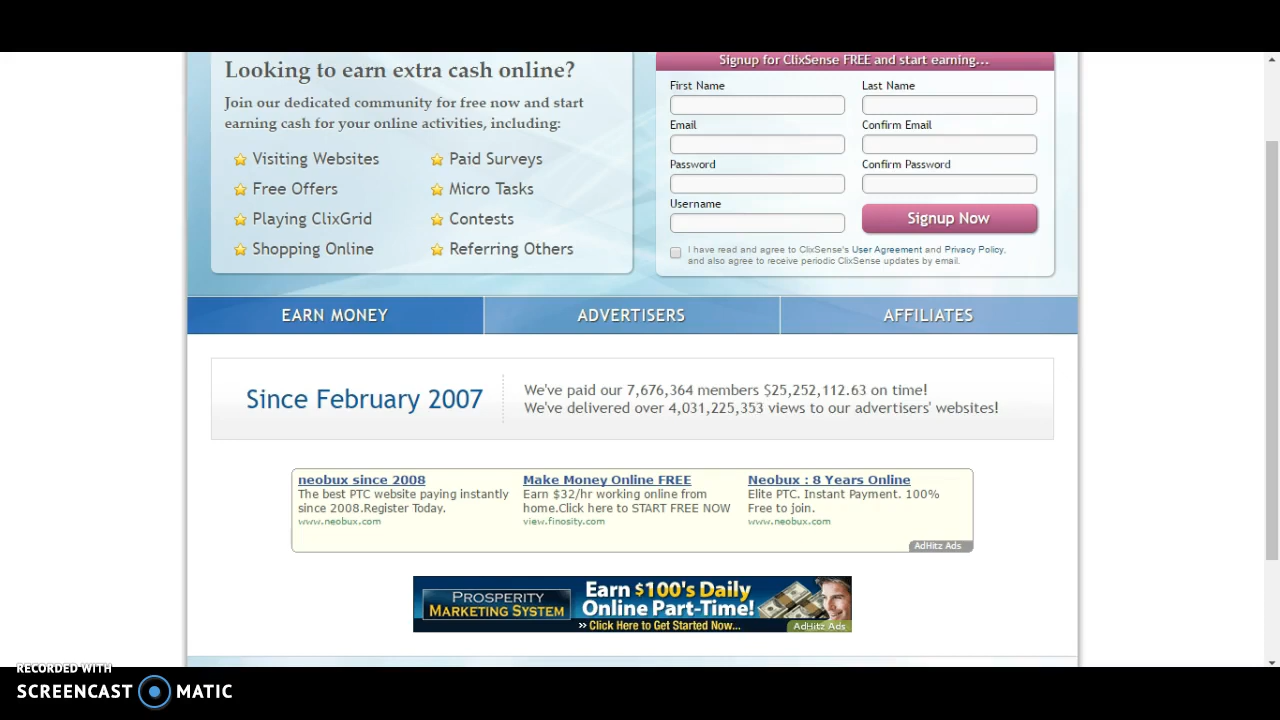 Looking to earn extra cash online?
Join our dedicated community for free now and start
earning cash for your online activities, including:
Visiting Websites
Paid Surveys
Free Offers
Micro Tasks
Playing ClixGrid
Contests
Shopping Online
Referring Others
Signup for ClixSense FREE and start earning...
First Name
Last Name
Email
Confirm Email
Password
Confirm Password
Username
Signup Now
I have read and agree to ClixSense's User Agreement and Privacy Policy,
and also agree to receive periodic ClixSense updates by email.
EARN MONEY
ADVERTISERS
AFFILIATES
Since February 2007
We've paid our 7,676,364 members $25,252,112.63 on time!
We've delivered over 4,031,225,353 views to our advertisers' websites!
neobux since 2008
The best PTC website paying instantly
since 2008.Register Today.
www.neobux.com
Make Money Online FREE
Earn $32/hr working online from
home.Click here to START FREE NOW
view.finosity.com
Neobux : 8 Years Online
Elite PTC. Instant Payment. 100%
Free to join.
www.neobux.com
AdHitz Ads
PROSPERITY
MARKETING SYSTEM
Earn $100's Daily
Online Part-Time!
>> Click Here to Get Started Now...
AdHitz Ads
RECORDED WITH
SCREENCAST MATIC